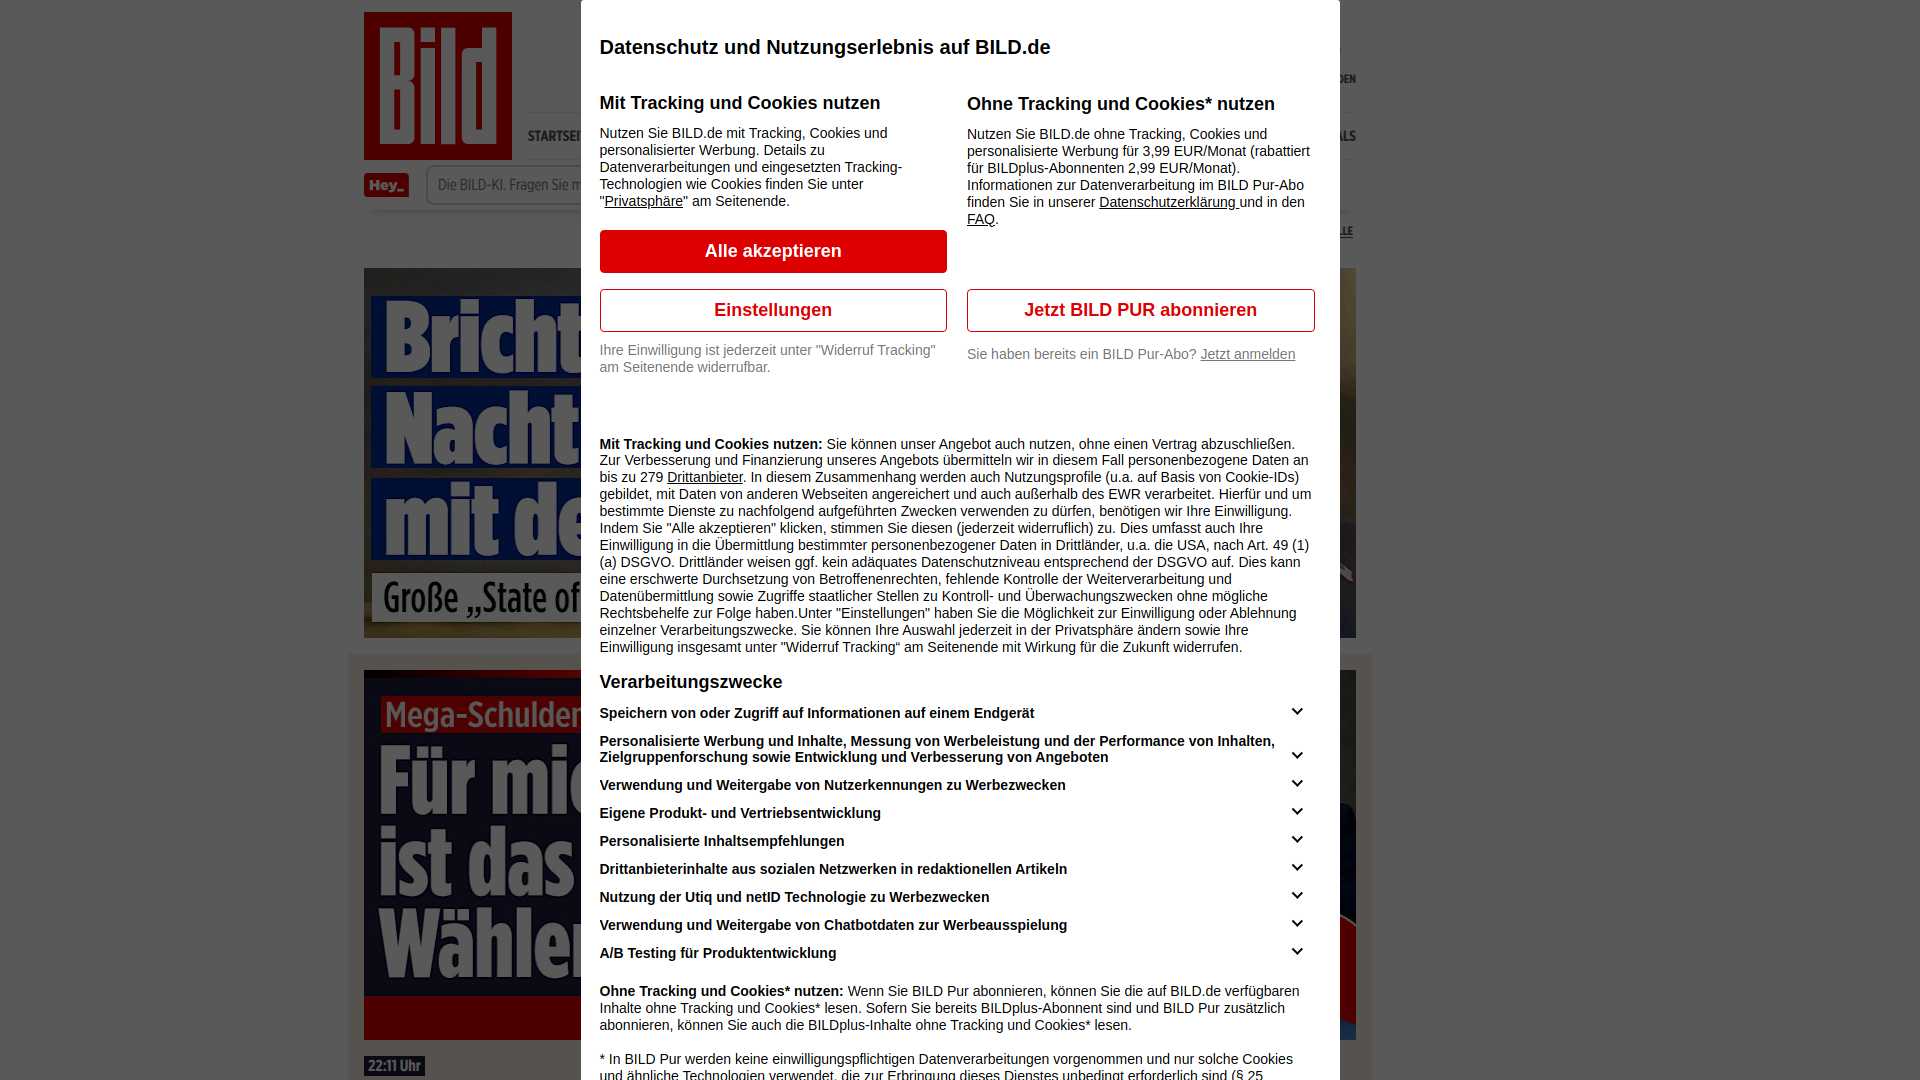 Bild
STARTSEI
Hey_
Die BILD-KI. Fragen Sie m
DEN
ALS
LLE
Bricht
Nacht
mit de
Große „State of
Mega-Schulden
Für mic
ist das
Wähler
22:11 Uhr
Datenschutz und Nutzungserlebnis auf BILD.de
Mit Tracking und Cookies nutzen
Nutzen Sie BILD.de mit Tracking, Cookies und
personalisierter Werbung. Details zu
Datenverarbeitungen und eingesetzten Tracking-
Technologien wie Cookies finden Sie unter
"Privatsphäre" am Seitenende.
Alle akzeptieren
Einstellungen
Ihre Einwilligung ist jederzeit unter "Widerruf Tracking"
am Seitenende widerrufbar.
Ohne Tracking und Cookies* nutzen
Nutzen Sie BILD.de ohne Tracking, Cookies und
personalisierte Werbung für 3,99 EUR/Monat (rabattiert
für BILDplus-Abonnenten 2,99 EUR/Monat).
Informationen zur Datenverarbeitung im BILD Pur-Abo
finden Sie in unserer Datenschutzerklärung und in den
FAQ.
Jetzt BILD PUR abonnieren
Sie haben bereits ein BILD Pur-Abo? Jetzt anmelden
Mit Tracking und Cookies nutzen: Sie können unser Angebot auch nutzen, ohne einen Vertrag abzuschließen.
Zur Verbesserung und Finanzierung unseres Angebots übermitteln wir in diesem Fall personenbezogene Daten an
bis zu 279 Drittanbieter. In diesem Zusammenhang werden auch Nutzungsprofile (u.a. auf Basis von Cookie-IDs)
gebildet, mit Daten von anderen Webseiten angereichert und auch außerhalb des EWR verarbeitet. Hierfür und um
bestimmte Dienste zu nachfolgend aufgeführten Zwecken verwenden zu dürfen, benötigen wir Ihre Einwilligung.
Indem Sie "Alle akzeptieren" klicken, stimmen Sie diesen (jederzeit widerruflich) zu. Dies umfasst auch Ihre
Einwilligung in die Übermittlung bestimmter personenbezogener Daten in Drittländer, u.a. die USA, nach Art. 49 (1)
(a) DSGVO. Drittländer weisen ggf. kein adäquates Datenschutzniveau entsprechend der DSGVO auf. Dies kann
eine erschwerte Durchsetzung von Betroffenenrechten, fehlende Kontrolle der Weiterverarbeitung und
Datenübermittlung sowie Zugriffe staatlicher Stellen zu Kontroll- und Überwachungszwecken ohne mögliche
Rechtsbehelfe zur Folge haben.Unter "Einstellungen" haben Sie die Möglichkeit zur Einwilligung oder Ablehnung
einzelner Verarbeitungszwecke. Sie können Ihre Auswahl jederzeit in der Privatsphäre ändern sowie Ihre
Einwilligung insgesamt unter "Widerruf Tracking“ am Seitenende mit Wirkung für die Zukunft widerrufen.
Verarbeitungszwecke
Speichern von oder Zugriff auf Informationen auf einem Endgerät
Personalisierte Werbung und Inhalte, Messung von Werbeleistung und der Performance von Inhalten,
Zielgruppenforschung sowie Entwicklung und Verbesserung von Angeboten
Verwendung und Weitergabe von Nutzerkennungen zu Werbezwecken
Eigene Produkt- und Vertriebsentwicklung
Personalisierte Inhaltsempfehlungen
Drittanbieterinhalte aus sozialen Netzwerken in redaktionellen Artikeln
Nutzung der Utiq und netID Technologie zu Werbezwecken
Verwendung und Weitergabe von Chatbotdaten zur Werbeausspielung
A/B Testing für Produktentwicklung
Ohne Tracking und Cookies* nutzen: Wenn Sie BILD Pur abonnieren, können Sie die auf BILD.de verfügbaren
Inhalte ohne Tracking und Cookies* lesen. Sofern Sie bereits BILDplus-Abonnent sind und BILD Pur zusätzlich
abonnieren, können Sie auch die BILDplus-Inhalte ohne Tracking und Cookies* lesen.
* In BILD Pur werden keine einwilligungspflichtigen Datenverarbeitungen vorgenommen und nur solche Cookies
und ähnliche Technologien verwendet, die zur Erbringung dieses Dienstes unbedingt erforderlich sind (§ 25